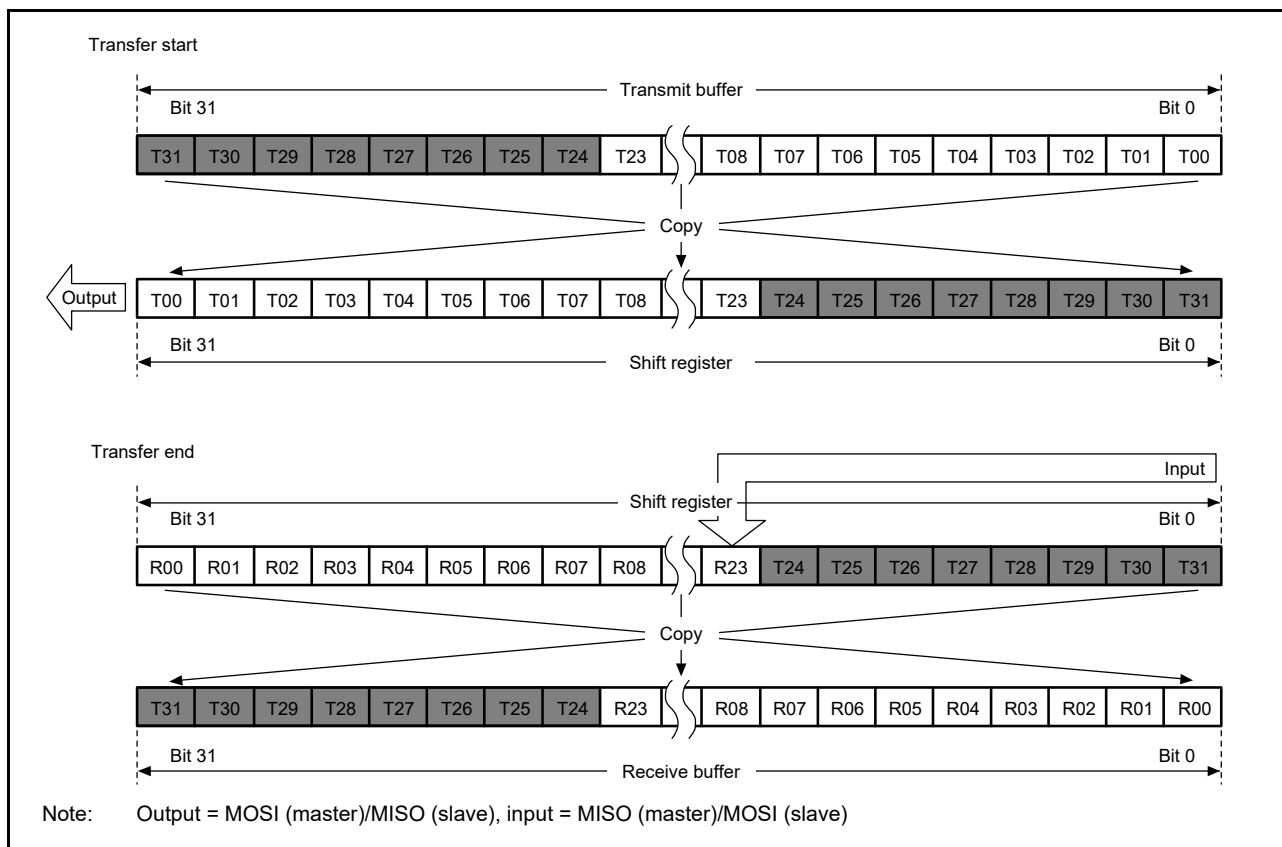 Transfer start
Transmit buffer
Bit 31 Bit 0
T31 T30 T29 T28 T27 T26 T25 T24 T23 T08 T07 T06 T05 T04 T03 T02 T01 T00
Copy
Output T00 T01 T02 T03 T04 T05 T06 T07 T08 T23 T24 T25 T26 T27 T28 T29 T30 T31
Bit 31 Bit 0
Shift register
Transfer end
Input
Shift register
Bit 31 Bit 0
R00 R01 R02 R03 R04 R05 R06 R07 R08 R23 T24 T25 T26 T27 T28 T29 T30 T31
Copy
T31 T30 T29 T28 T27 T26 T25 T24 R23 R08 R07 R06 R05 R04 R03 R02 R01 R00
Bit 31 Bit 0
Receive buffer
Note: Output = MOSI (master)/MISO (slave), input = MISO (master)/MOSI (slave)